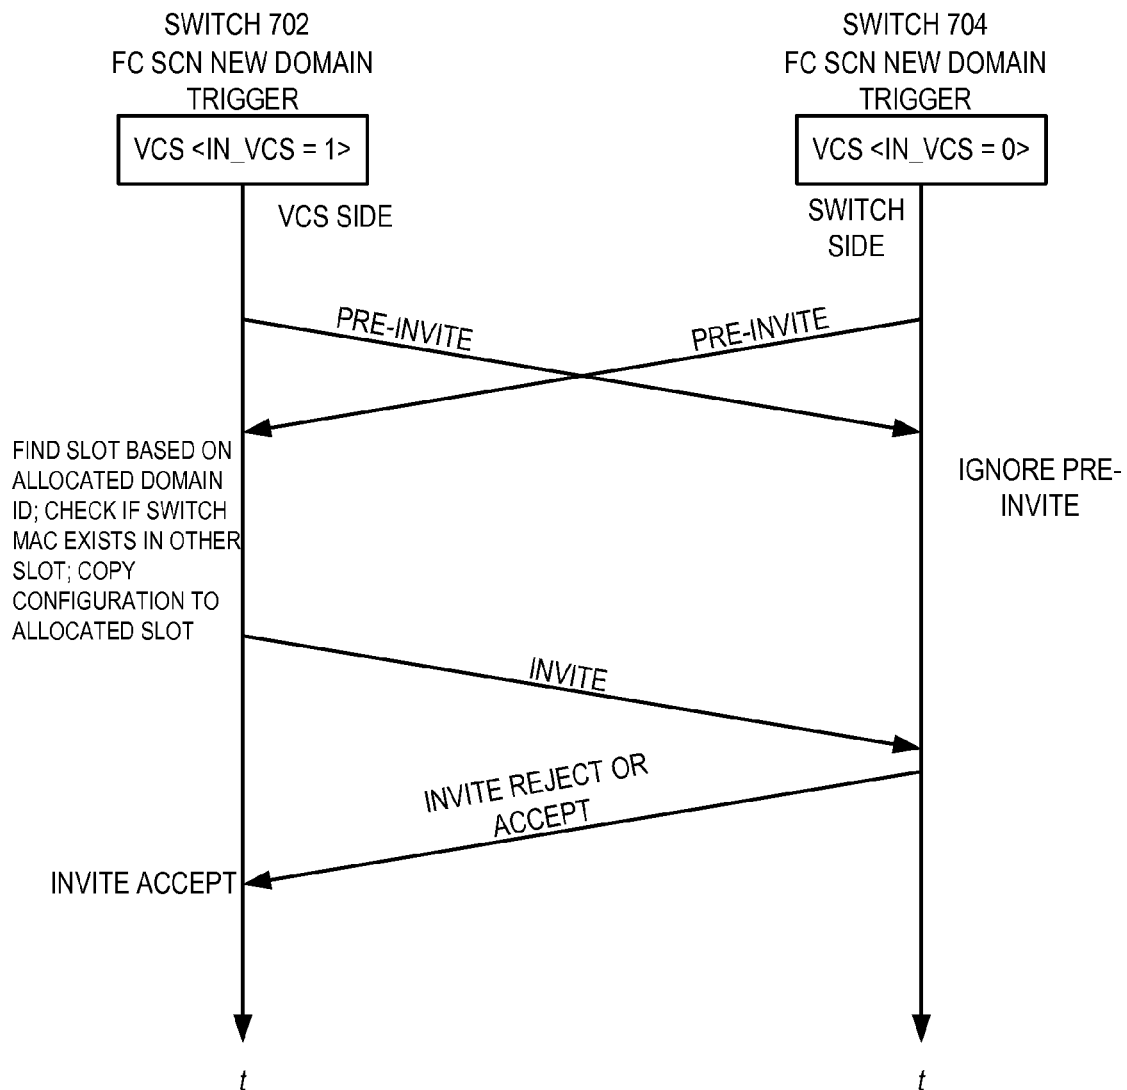 SWITCH 702
FC SCN NEW DOMAIN
TRIGGER
VCS <IN_VCS = 1>
SWITCH 704
FC SCN NEW DOMAIN
TRIGGER
VCS <IN_VCS = 0>
VCS SIDE
SWITCH
SIDE
PRE-INVITE
PRE-INVITE
FIND SLOT BASED ON
ALLOCATED DOMAIN
ID; CHECK IF SWITCH
MAC EXISTS IN OTHER
SLOT; COPY
CONFIGURATION TO
ALLOCATED SLOT
IGNORE PRE-
INVITE
INVITE
INVITE REJECT OR
ACCEPT
INVITE ACCEPT
t
t